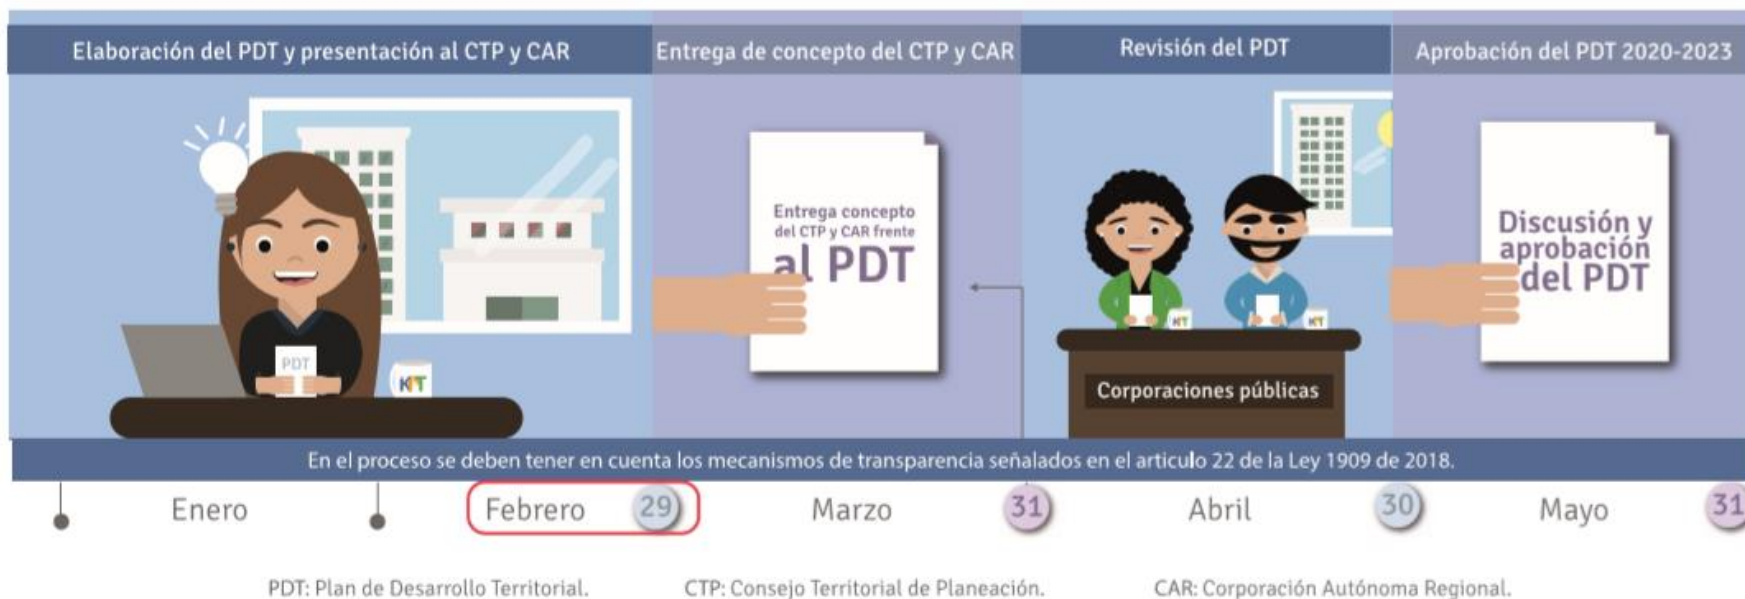 Elaboración del PDT y presentación al CTP y CAR
Entrega de concepto del CTP y CAR
Revisión del PDT
Aprobación del PDT 2020-2023
PDT
KIT
Entrega concepto
del CTP y CAR frente
al PDT
KIT
KIT
Corporaciones públicas
Discusión y
aprobación
del PDT
En el proceso se deben tener en cuenta los mecanismos de transparencia señalados en el articulo 22 de la Ley 1909 de 2018.
Enero
Febrero 29
Marzo 31
Abril 30
Mayo 31
PDT: Plan de Desarrollo Territorial.
CTP: Consejo Territorial de Planeación.
CAR: Corporación Autónoma Regional.